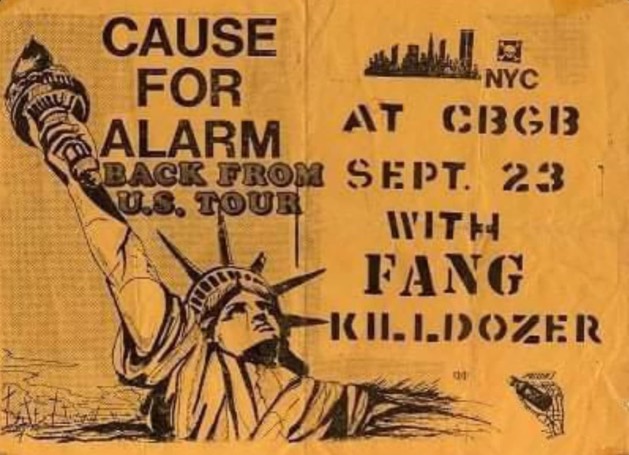 CAUSE
FOR
ALARM
BACK FROM
U.S. TOUR
NYC
AT CBGB
SEPT. 23
WITH
FANG
KILLDOZER